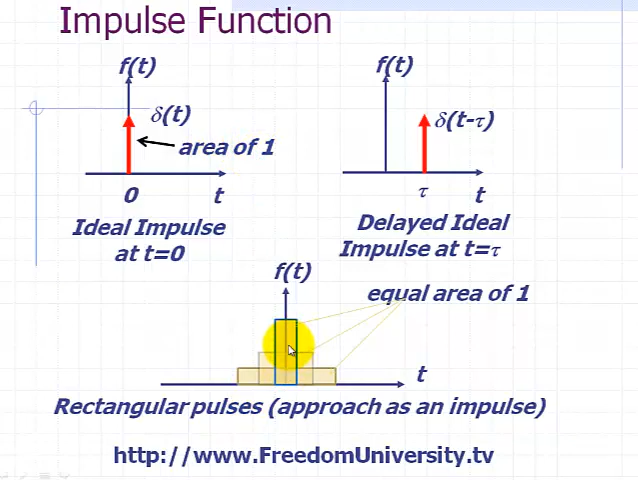 Impulse Function
f(t)
δ(t)
area of 1
0
t
Ideal Impulse
at t=0
f(t)
δ(t-τ)
τ
t
Delayed Ideal
Impulse at t=τ
f(t)
equal area of 1
t
Rectangular pulses (approach as an impulse)
http://www.FreedomUniversity.tv